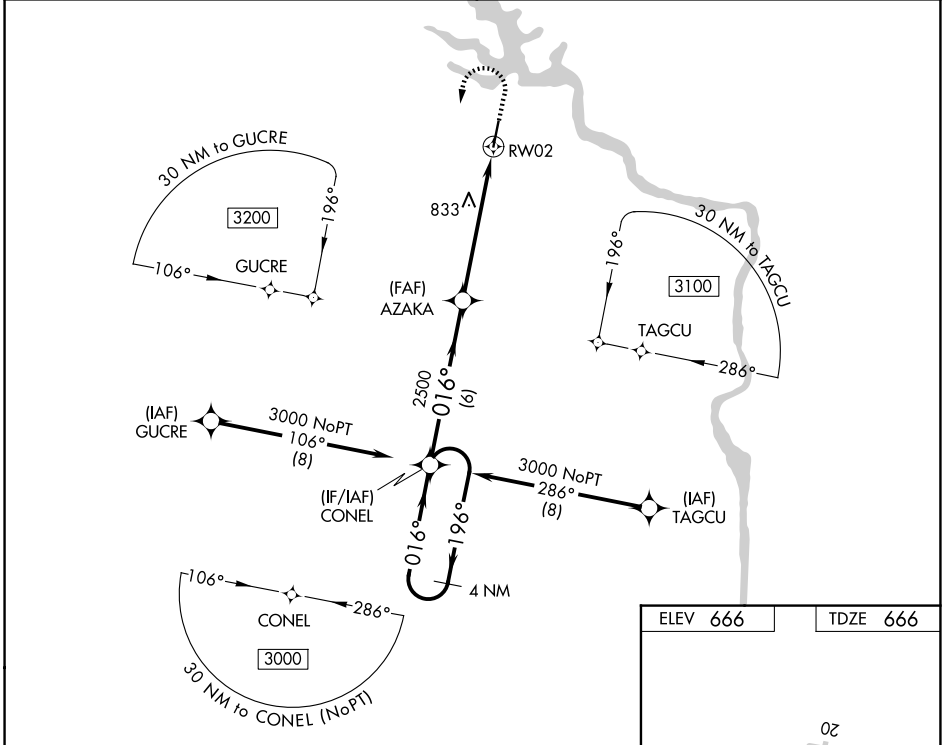 RW02
30 NM to GUCRE
3200
196°
106°
GUCRE
833
(FAF)
AZAKA
30 NM to TAGCU
196°
3100
TAGCU
286°
2500
016°
(6)
(IAF)
GUCRE
3000 NoPT
106°
(8)
(IF/IAF)
CONEL
3000 NoPT
286°
(8)
(IAF)
TAGCU
016°
196°
4 NM
106°
286°
CONEL
3000
30 NM to CONEL (NoPT)
ELEV 666
TDZE 666
20